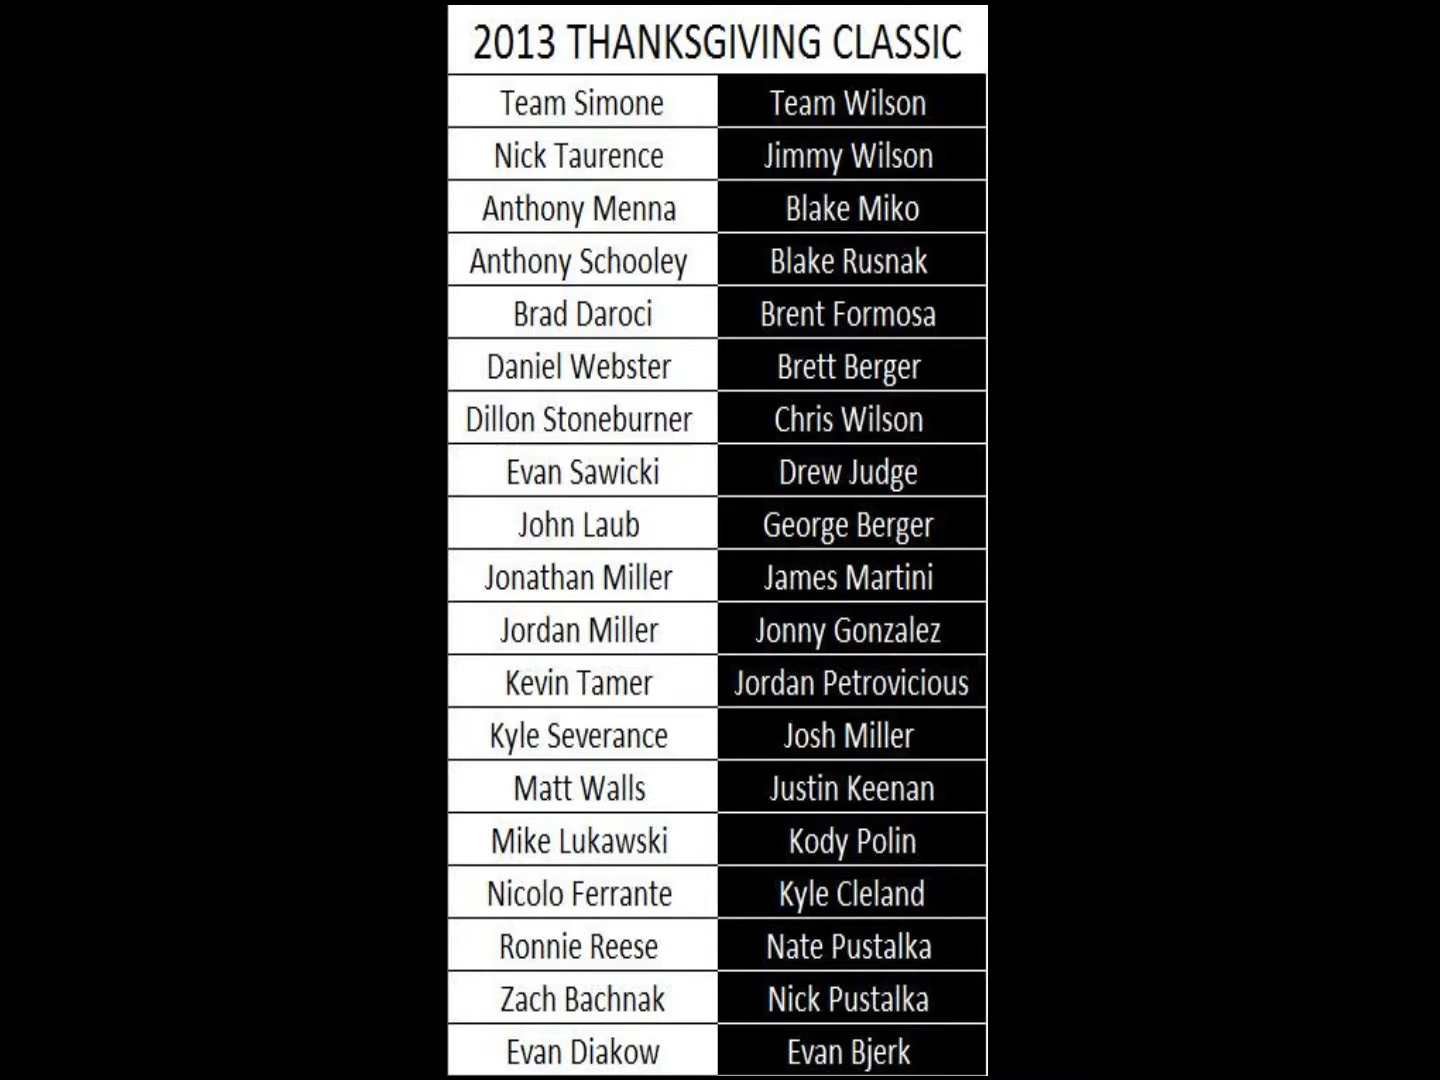 2013 THANKSGIVING CLASSIC
Team Simone Team Wilson
Nick Taurence Jimmy Wilson
Anthony Menna Blake Miko
Anthony Schooley Blake Rusnak
Brad Daroci Brent Formosa
Daniel Webster Brett Berger
Dillon Stoneburner Chris Wilson
Evan Sawicki Drew Judge
John Laub George Berger
Jonathan Miller James Martini
Jordan Miller Jonny Gonzalez
Kevin Tamer Jordan Petrovicious
Kyle Severance Josh Miller
Matt Walls Justin Keenan
Mike Lukawski Kody Polin
Nicolo Ferrante Kyle Cleland
Ronnie Reese Nate Pustalka
Zach Bachnak Nick Pustalka
Evan Diakow Evan Bjerk